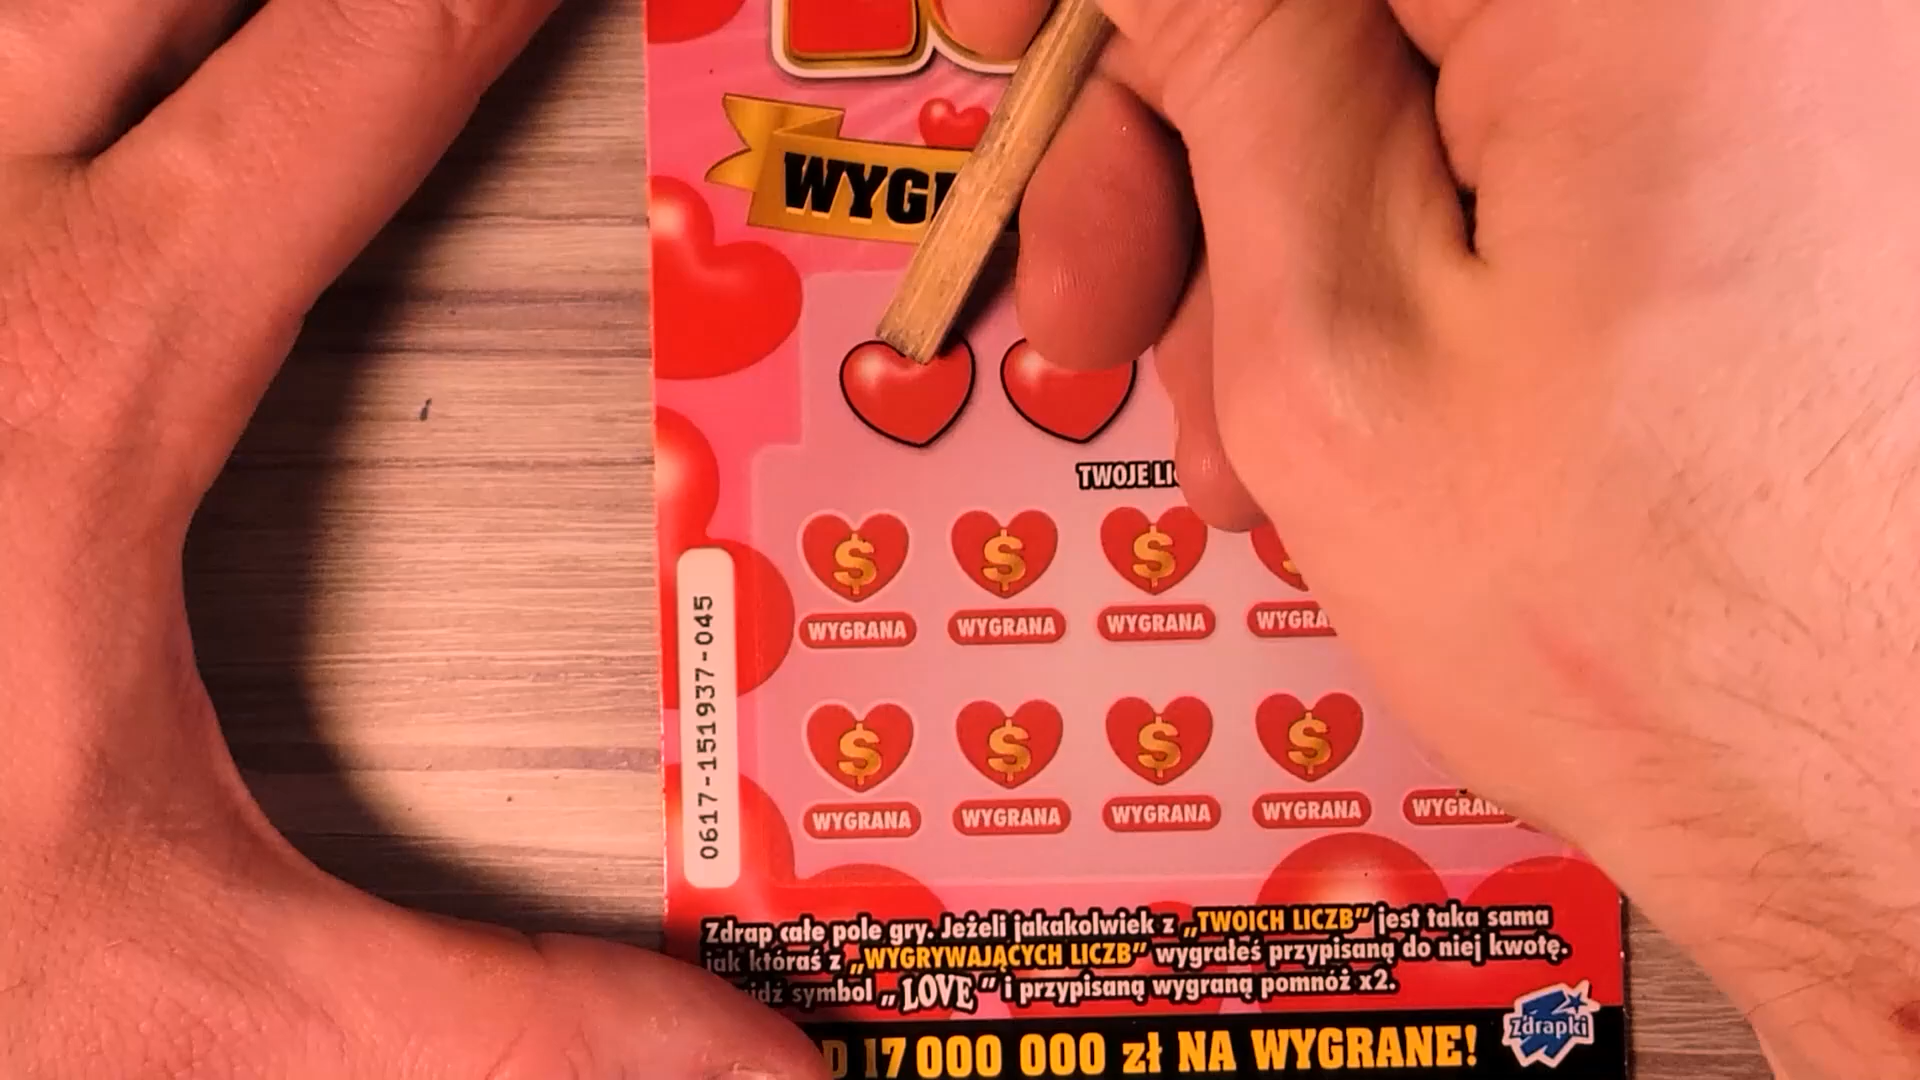 WYG
TWOJE
WYGRANA WYGRANA WYGRANA WYGRA
WYGRANA WYGRANA WYGRANA WYGRANA WYGRAN
0617-151937-045
Zdrap całe pole gry. Jeżeli jakakolwiek z „TWOICH LICZB” jest taka sama
jak któraś z „WYGRYWAJĄCYCH LICZB” wygrałeś przypisaną do niej kwotę.
symbol „LOVE” i przypisaną wygraną pomnóż x2.
17 000 000 zł NA WYGRANE!
Zdrapki